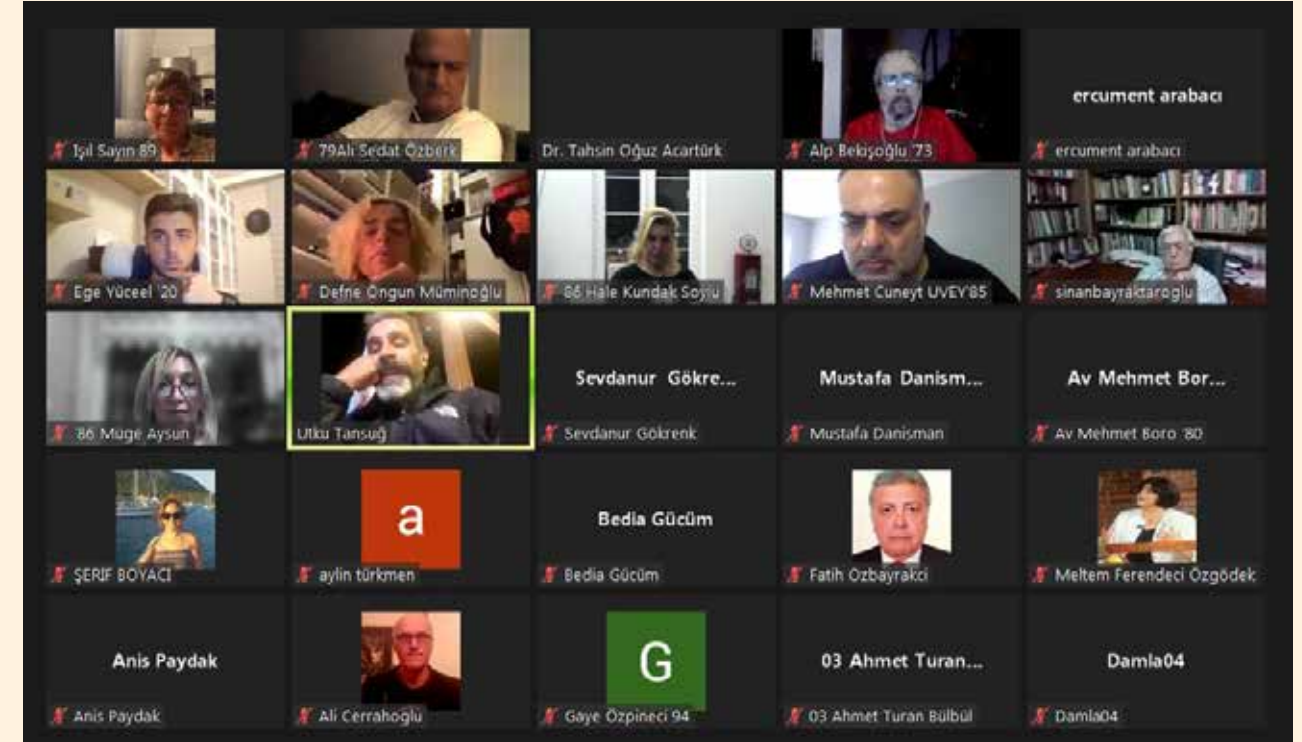 Işıl Sayın 89
79Ali Sedat Özberk
Dr. Tahsin Oğuz Acartürk
Alp Bekişoğlu '73
ercument arabacı
ercument arabacı
Ege Yüceel '20
Defne Ongun Müminoğlu
86 Hale Kundak Soylu
Mehmet Cuneyt UVEY'85
sinanbayraktaroglu
'86 Müge Aysun
Utku Tansuğ
Sevdanur Gökre...
Sevdanur Gökrenk
Mustafa Danism...
Mustafa Danisman
Av Mehmet Bor...
Av Mehmet Boro '80
ŞERİF BOYACI
a
aylin türkmen
Bedia Gücüm
Bedia Gücüm
Fatih Ozbayrakci
Meltem Ferendeci Özgödek
Anis Paydak
Anis Paydak
Ali Cerrahoğlu
G
Gaye Özpineci 94
03 Ahmet Turan...
03 Ahmet Turan Bülbül
Damla04
Damla04